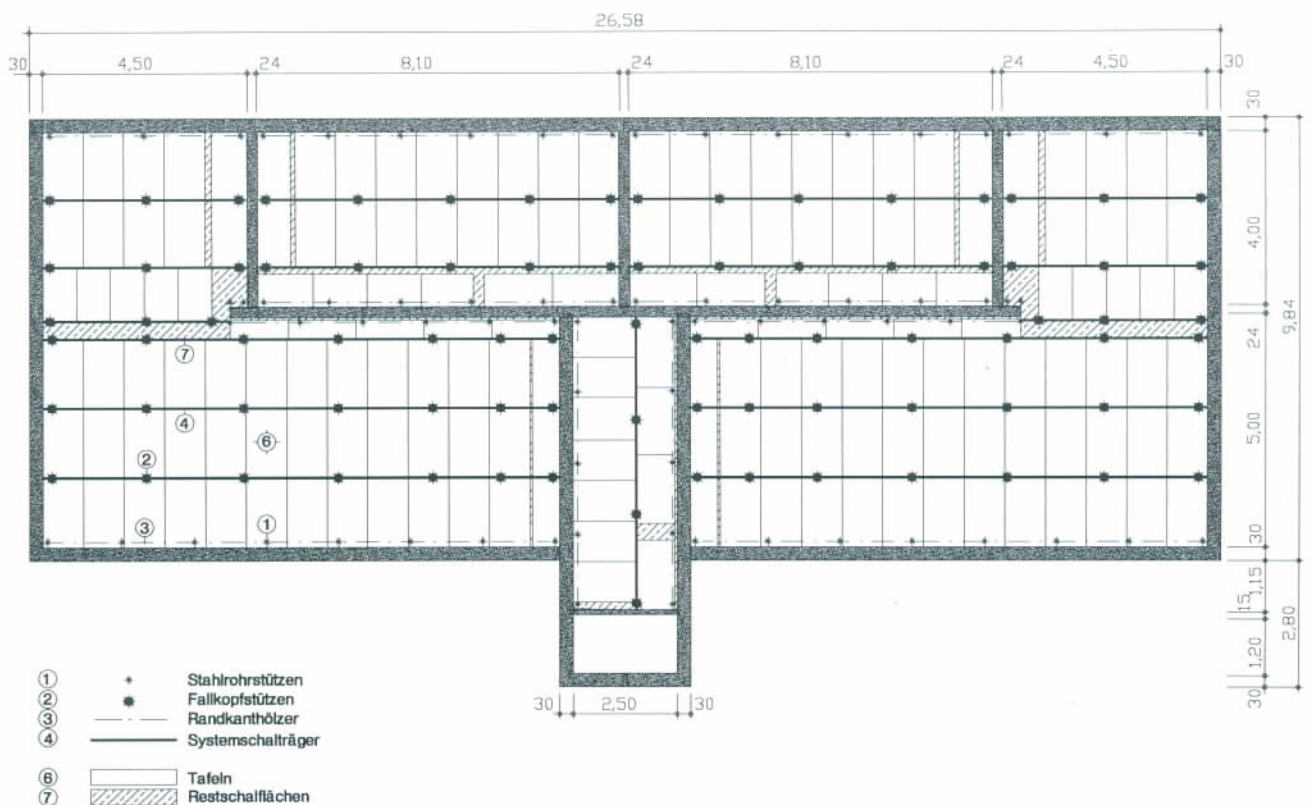 26,58
30 4,50 24 8,10 24 8,10 24 4,50 30
30
4,00
24
9,84
5,00
30
1,15
15
2,80
1,20
30
⑦
④
⑥
②
③
①
30 2,50 30
① Stahlrohrstützen
② Fallkopfstützen
③ Randkanthölzer
④ Systemschalträger
⑥ Tafeln
⑦ Restschalflächen